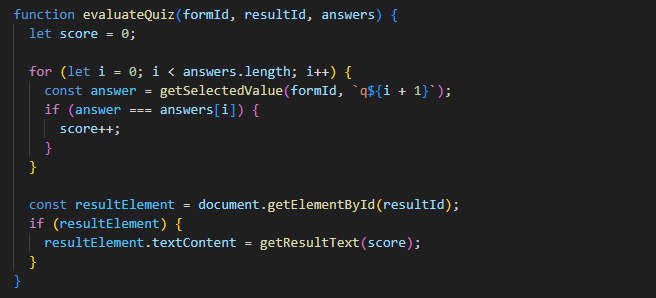 function evaluateQuiz(formId, resultId, answers) {
  let score = 0;

  for (let i = 0; i < answers.length; i++) {
    const answer = getSelectedValue(formId, `q${i + 1}`);
    if (answer === answers[i]) {
      score++;
    }
  }

  const resultElement = document.getElementById(resultId);
  if (resultElement) {
    resultElement.textContent = getResultText(score);
  }
}